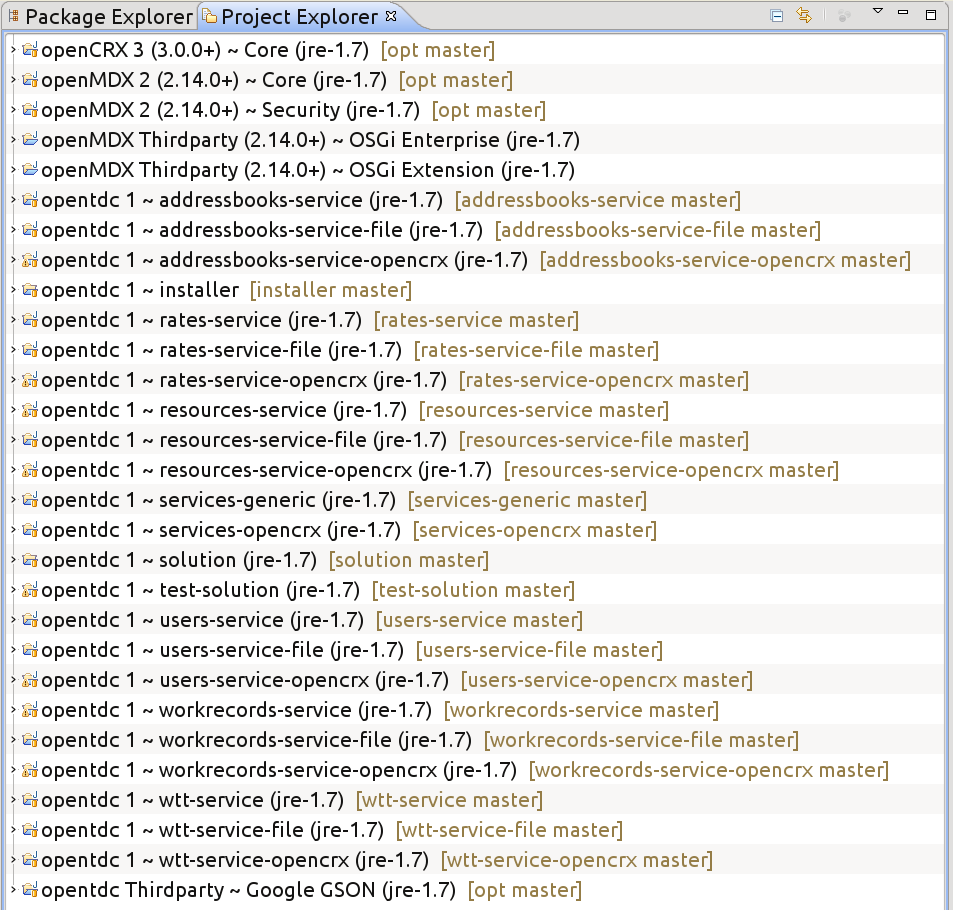 Package Explorer Project Explorer
openCRX 3 (3.0.0+) ~ Core (jre-1.7) [opt master]
openMDX 2 (2.14.0+) ~ Core (jre-1.7) [opt master]
openMDX 2 (2.14.0+) ~ Security (jre-1.7) [opt master]
openMDX Thirdparty (2.14.0+) ~ OSGi Enterprise (jre-1.7)
openMDX Thirdparty (2.14.0+) ~ OSGi Extension (jre-1.7)
opentdc 1 ~ addressbooks-service (jre-1.7) [addressbooks-service master]
opentdc 1 ~ addressbooks-service-file (jre-1.7) [addressbooks-service-file master]
opentdc 1 ~ addressbooks-service-opencrx (jre-1.7) [addressbooks-service-opencrx master]
opentdc 1 ~ installer [installer master]
opentdc 1 ~ rates-service (jre-1.7) [rates-service master]
opentdc 1 ~ rates-service-file (jre-1.7) [rates-service-file master]
opentdc 1 ~ rates-service-opencrx (jre-1.7) [rates-service-opencrx master]
opentdc 1 ~ resources-service (jre-1.7) [resources-service master]
opentdc 1 ~ resources-service-file (jre-1.7) [resources-service-file master]
opentdc 1 ~ resources-service-opencrx (jre-1.7) [resources-service-opencrx master]
opentdc 1 ~ services-generic (jre-1.7) [services-generic master]
opentdc 1 ~ services-opencrx (jre-1.7) [services-opencrx master]
opentdc 1 ~ solution (jre-1.7) [solution master]
opentdc 1 ~ test-solution (jre-1.7) [test-solution master]
opentdc 1 ~ users-service (jre-1.7) [users-service master]
opentdc 1 ~ users-service-file (jre-1.7) [users-service-file master]
opentdc 1 ~ users-service-opencrx (jre-1.7) [users-service-opencrx master]
opentdc 1 ~ workrecords-service (jre-1.7) [workrecords-service master]
opentdc 1 ~ workrecords-service-file (jre-1.7) [workrecords-service-file master]
opentdc 1 ~ workrecords-service-opencrx (jre-1.7) [workrecords-service-opencrx master]
opentdc 1 ~ wtt-service (jre-1.7) [wtt-service master]
opentdc 1 ~ wtt-service-file (jre-1.7) [wtt-service-file master]
opentdc 1 ~ wtt-service-opencrx (jre-1.7) [wtt-service-opencrx master]
opentdc Thirdparty ~ Google GSON (jre-1.7) [opt master]